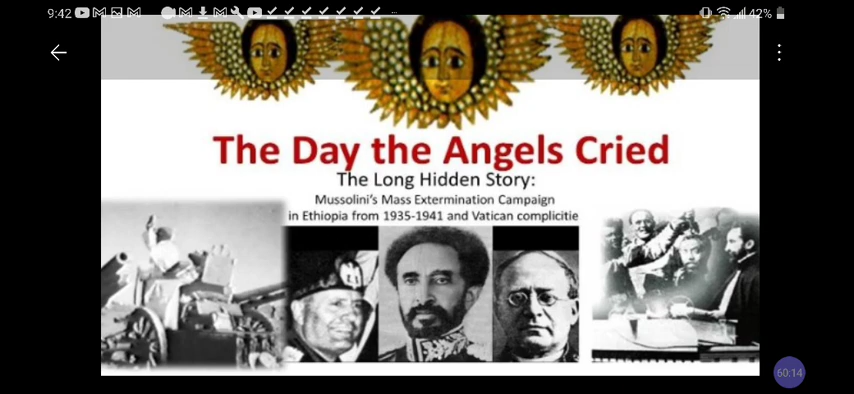 9:42
42%
The Day the Angels Cried
The Long Hidden Story:
Mussolini's Mass Extermination Campaign
in Ethiopia from 1935-1941 and Vatican complicitie
60:14